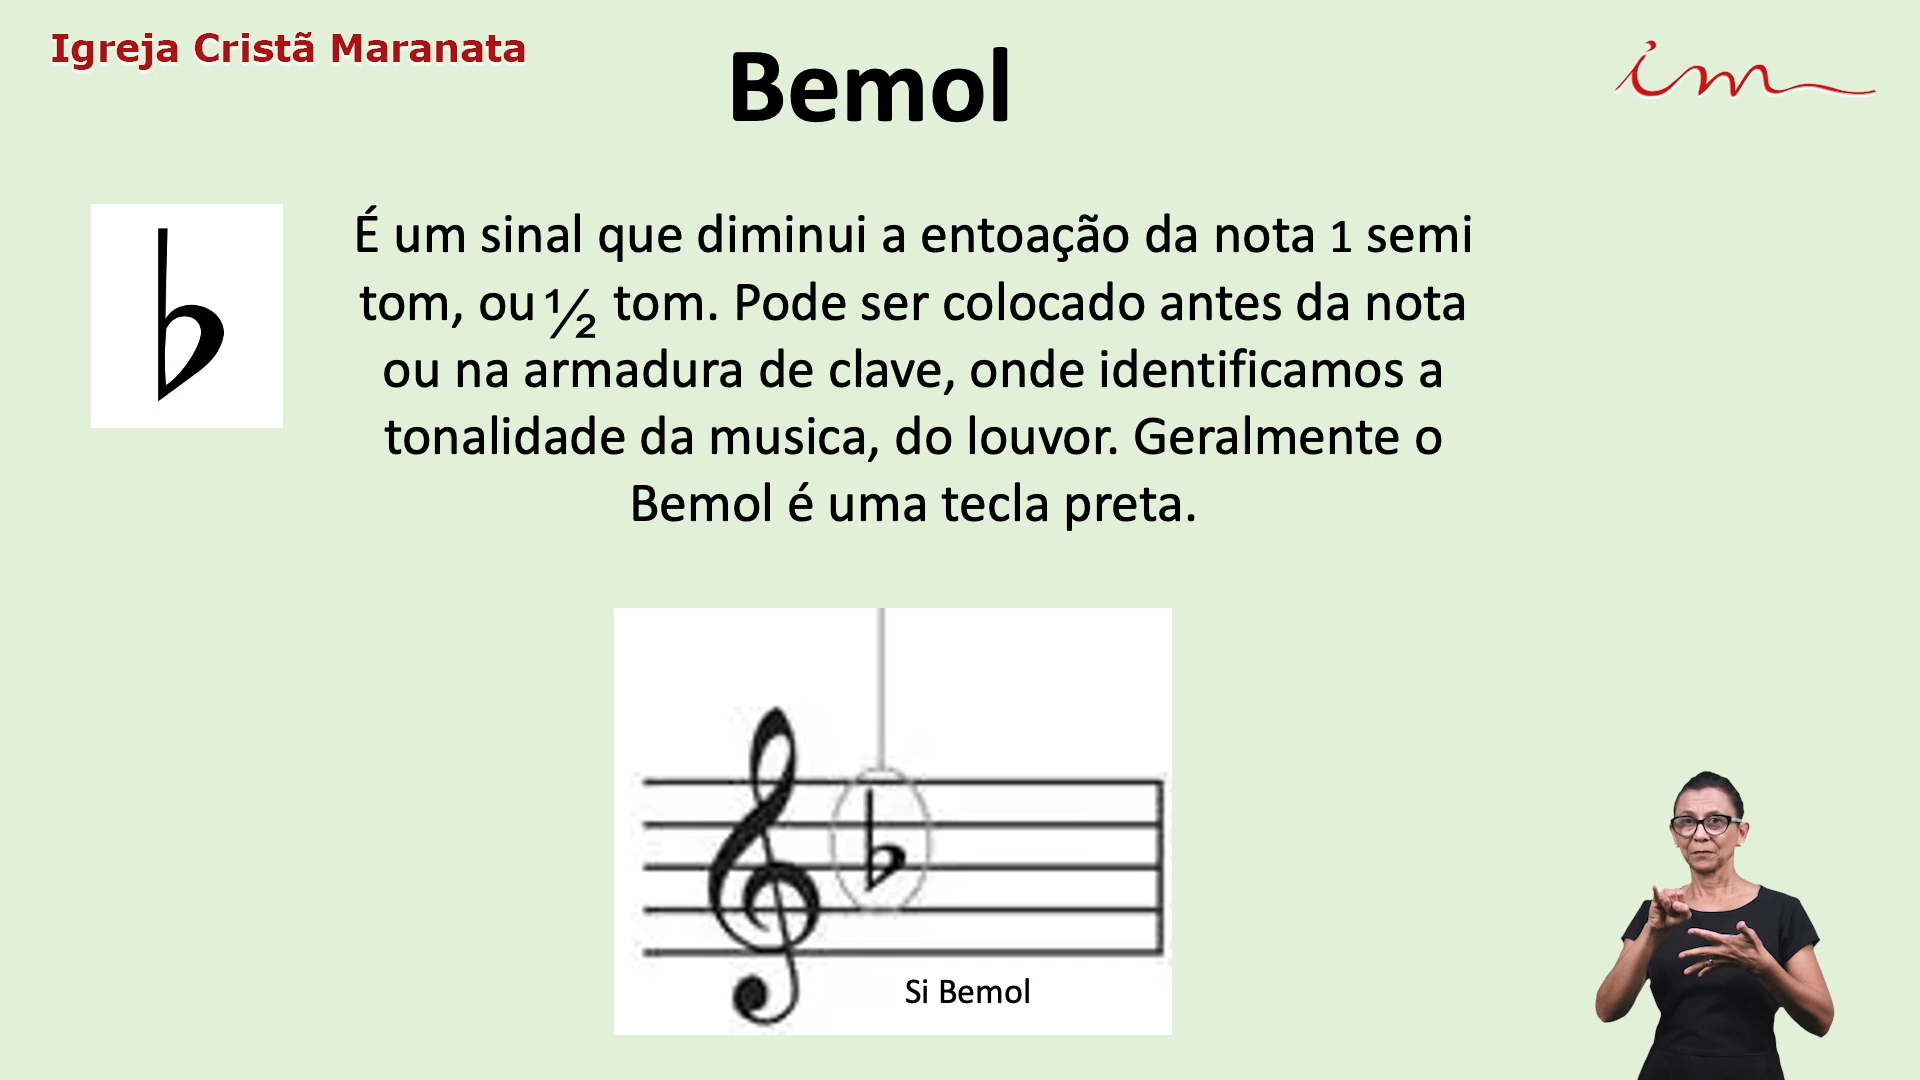 Igreja Cristã Maranata
Bemol
im
É um sinal que diminui a entoação da nota 1 semi
tom, ou ½ tom. Pode ser colocado antes da nota
ou na armadura de clave, onde identificamos a
tonalidade da musica, do louvor. Geralmente o
Bemol é uma tecla preta.
Si Bemol